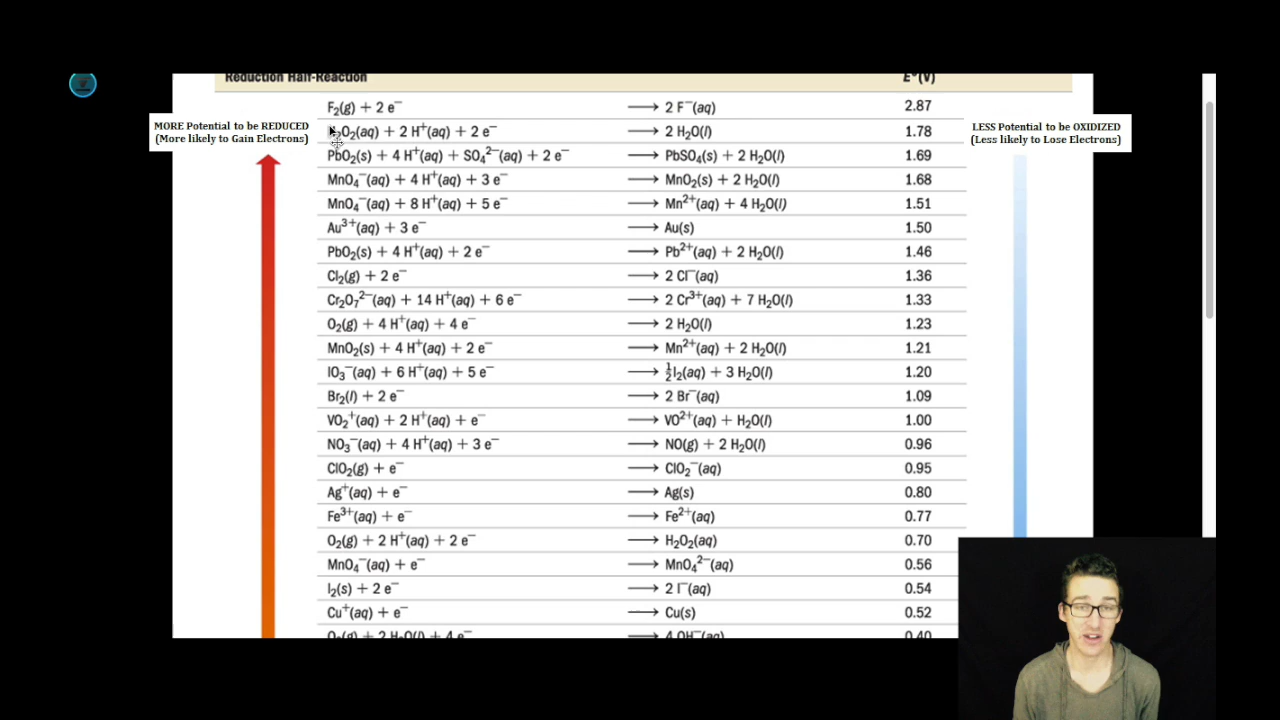 Reduction Half-Reaction E°(V)
F₂(g) + 2 e⁻ ⟶ 2 F⁻(aq) 2.87
MORE Potential to be REDUCED
(More likely to Gain Electrons)
₂O₂(aq) + 2 H⁺(aq) + 2 e⁻ ⟶ 2 H₂O(l) 1.78
LESS Potential to be OXIDIZED
(Less likely to Lose Electrons)
PbO₂(s) + 4 H⁺(aq) + SO₄²⁻(aq) + 2 e⁻ ⟶ PbSO₄(s) + 2 H₂O(l) 1.69
MnO₄⁻(aq) + 4 H⁺(aq) + 3 e⁻ ⟶ MnO₂(s) + 2 H₂O(l) 1.68
MnO₄⁻(aq) + 8 H⁺(aq) + 5 e⁻ ⟶ Mn²⁺(aq) + 4 H₂O(l) 1.51
Au³⁺(aq) + 3 e⁻ ⟶ Au(s) 1.50
PbO₂(s) + 4 H⁺(aq) + 2 e⁻ ⟶ Pb²⁺(aq) + 2 H₂O(l) 1.46
Cl₂(g) + 2 e⁻ ⟶ 2 Cl⁻(aq) 1.36
Cr₂O₇²⁻(aq) + 14 H⁺(aq) + 6 e⁻ ⟶ 2 Cr³⁺(aq) + 7 H₂O(l) 1.33
O₂(g) + 4 H⁺(aq) + 4 e⁻ ⟶ 2 H₂O(l) 1.23
MnO₂(s) + 4 H⁺(aq) + 2 e⁻ ⟶ Mn²⁺(aq) + 2 H₂O(l) 1.21
IO₃⁻(aq) + 6 H⁺(aq) + 5 e⁻ ⟶ ½I₂(aq) + 3 H₂O(l) 1.20
Br₂(l) + 2 e⁻ ⟶ 2 Br⁻(aq) 1.09
VO₂⁺(aq) + 2 H⁺(aq) + e⁻ ⟶ VO²⁺(aq) + H₂O(l) 1.00
NO₃⁻(aq) + 4 H⁺(aq) + 3 e⁻ ⟶ NO(g) + 2 H₂O(l) 0.96
ClO₂(g) + e⁻ ⟶ ClO₂⁻(aq) 0.95
Ag⁺(aq) + e⁻ ⟶ Ag(s) 0.80
Fe³⁺(aq) + e⁻ ⟶ Fe²⁺(aq) 0.77
O₂(g) + 2 H⁺(aq) + 2 e⁻ ⟶ H₂O₂(aq) 0.70
MnO₄⁻(aq) + e⁻ ⟶ MnO₄²⁻(aq) 0.56
I₂(s) + 2 e⁻ ⟶ 2 I⁻(aq) 0.54
Cu⁺(aq) + e⁻ ⟶ Cu(s) 0.52
O₂(g) + 2 H₂O(l) + 4 e⁻ ⟶ 4 OH⁻(aq) 0.40